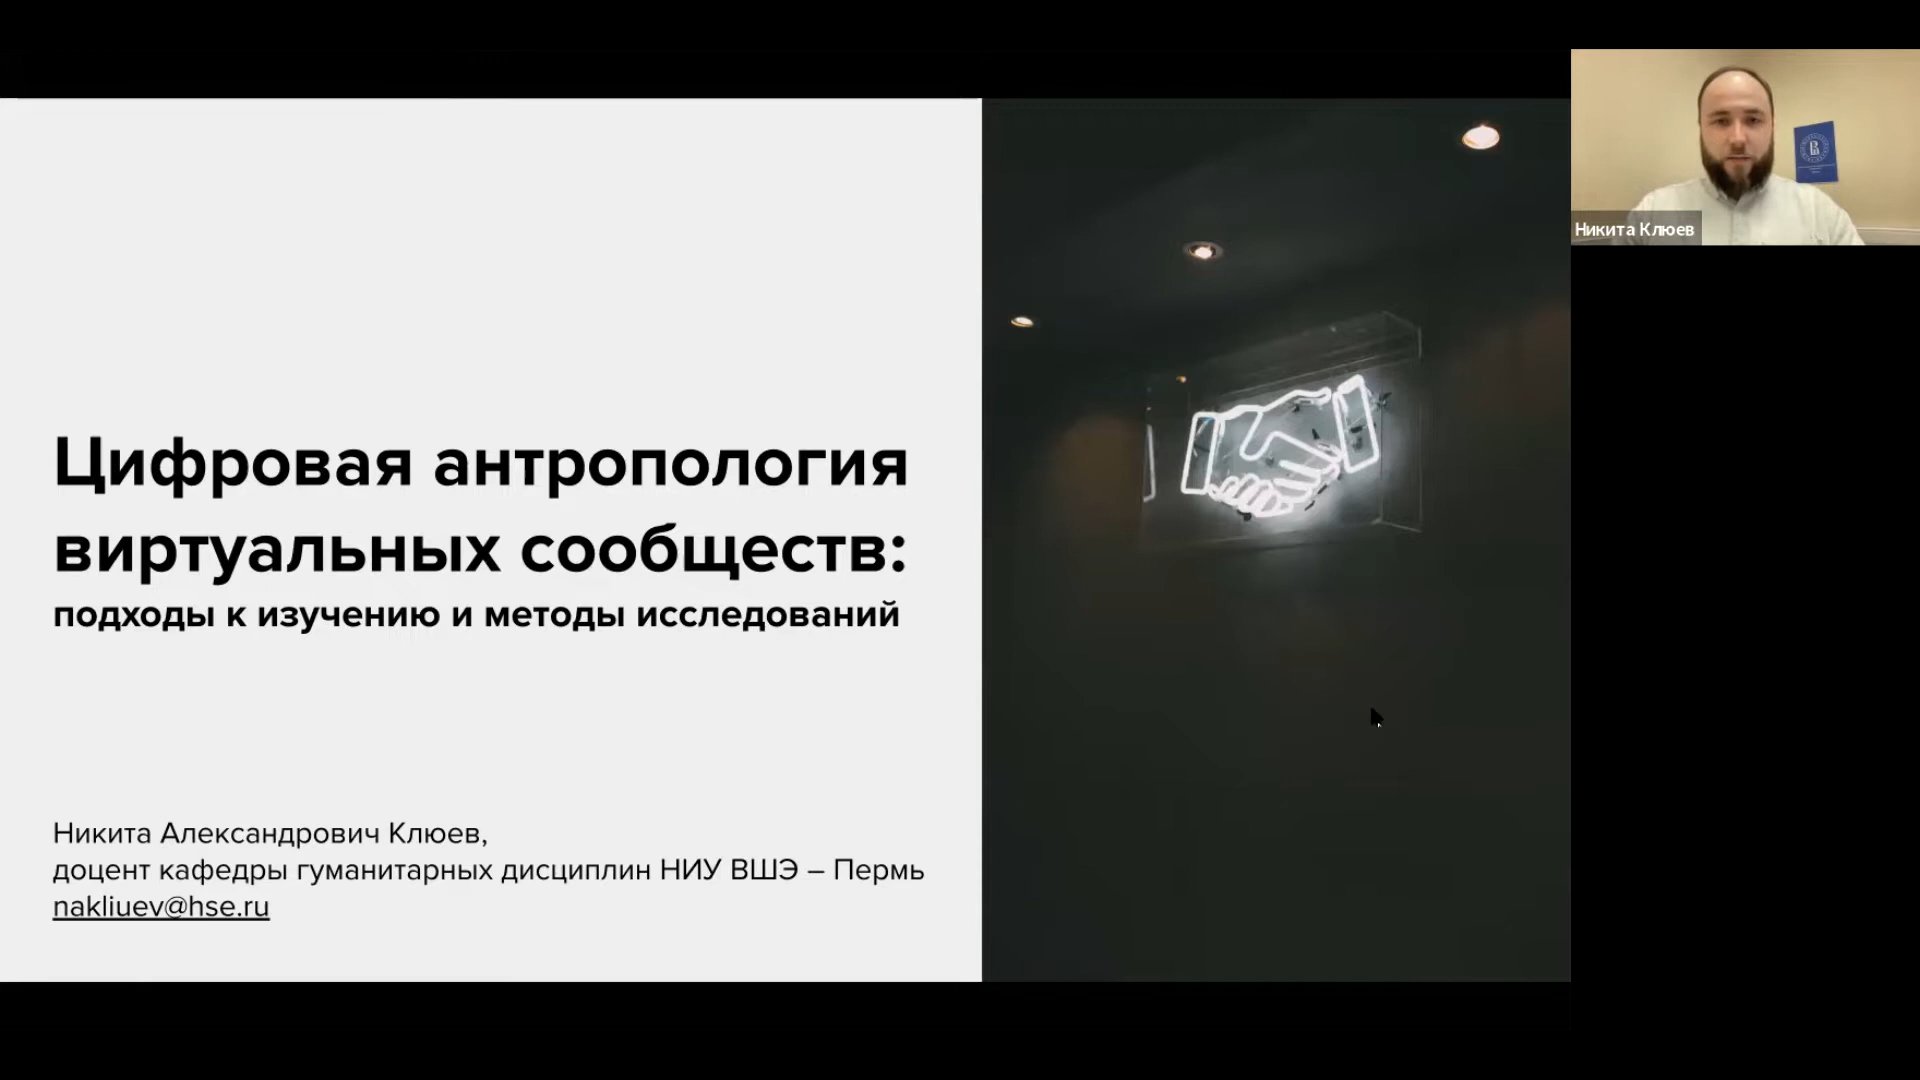 Цифровая антропология
виртуальных сообществ:
подходы к изучению и методы исследований
Никита Александрович Клюев,
доцент кафедры гуманитарных дисциплин НИУ ВШЭ – Пермь
nakliuev@hse.ru
Никита Клюев